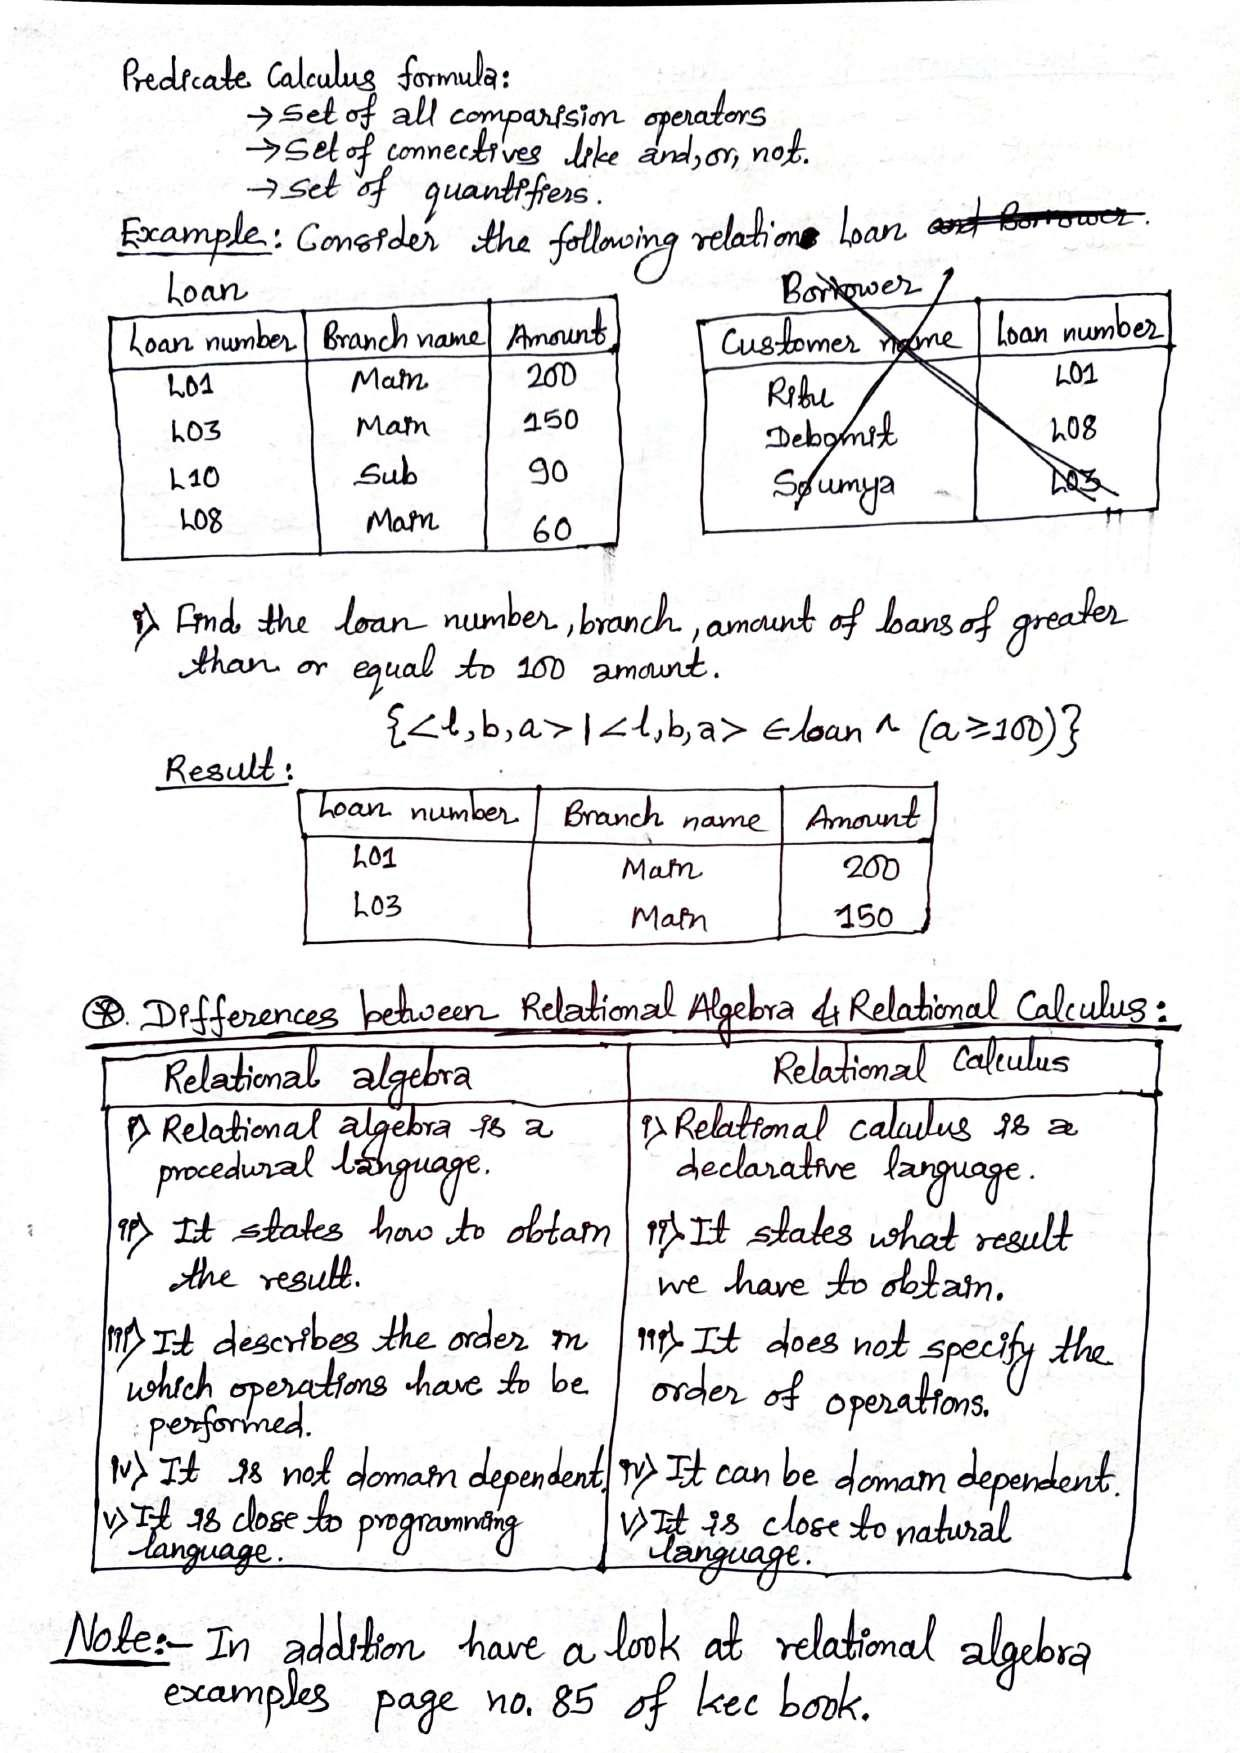 Predicate Calculus formula:
→ set of all comparision operators
→ set of connectives like and, or, not.
→ set of quantifiers.
Example: Consider the following relation Loan and Borrower.
Loan
Loan number Branch name Amount
L01 Main 200
L03 Main 150
L10 Sub 90
L08 Main 60
Borrower
Customer name Loan number
Ritu L01
Debomit L08
Soumya L03
i) Find the loan number, branch, amount of loans of greater
than or equal to 100 amount.
{<l, b, a> | <l, b, a> ∈ loan ∧ (a ≥ 100)}
Result:
Loan number Branch name Amount
L01 Main 200
L03 Main 150
⊛. Differences between Relational Algebra & Relational Calculus:
Relational algebra
i) Relational algebra is a
procedural language.
ii) It states how to obtain
the result.
iii) It describes the order in
which operations have to be
performed.
iv) It is not domain dependent.
v) It is close to programming
language.
Relational Calculus
i) Relational calculus is a
declarative language.
ii) It states what result
we have to obtain.
iii) It does not specify the
order of operations.
iv) It can be domain dependent.
v) It is close to natural
language.
Note:- In addition have a look at relational algebra
examples page no. 85 of kec book.